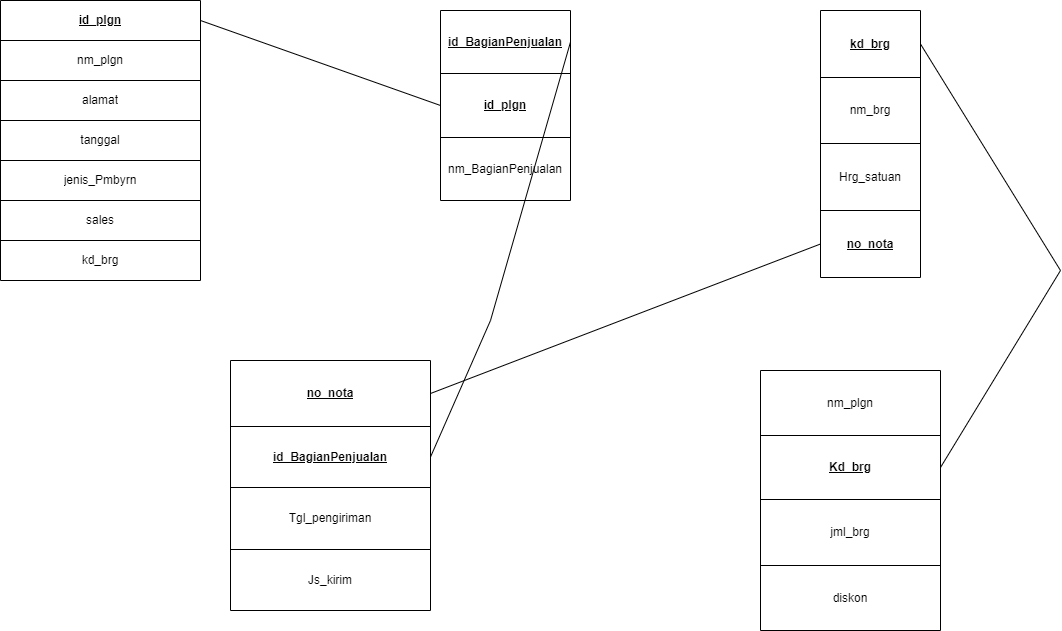 id_plgn
nm_plgn
alamat
tanggal
jenis_Pmbyrn
sales
kd_brg
id_BagianPenjualan
id_plgn
nm_BagianPenjualan
kd_brg
nm_brg
Hrg_satuan
no_nota
no_nota
id_BagianPenjualan
Tgl_pengiriman
Js_kirim
nm_plgn
Kd_brg
jml_brg
diskon